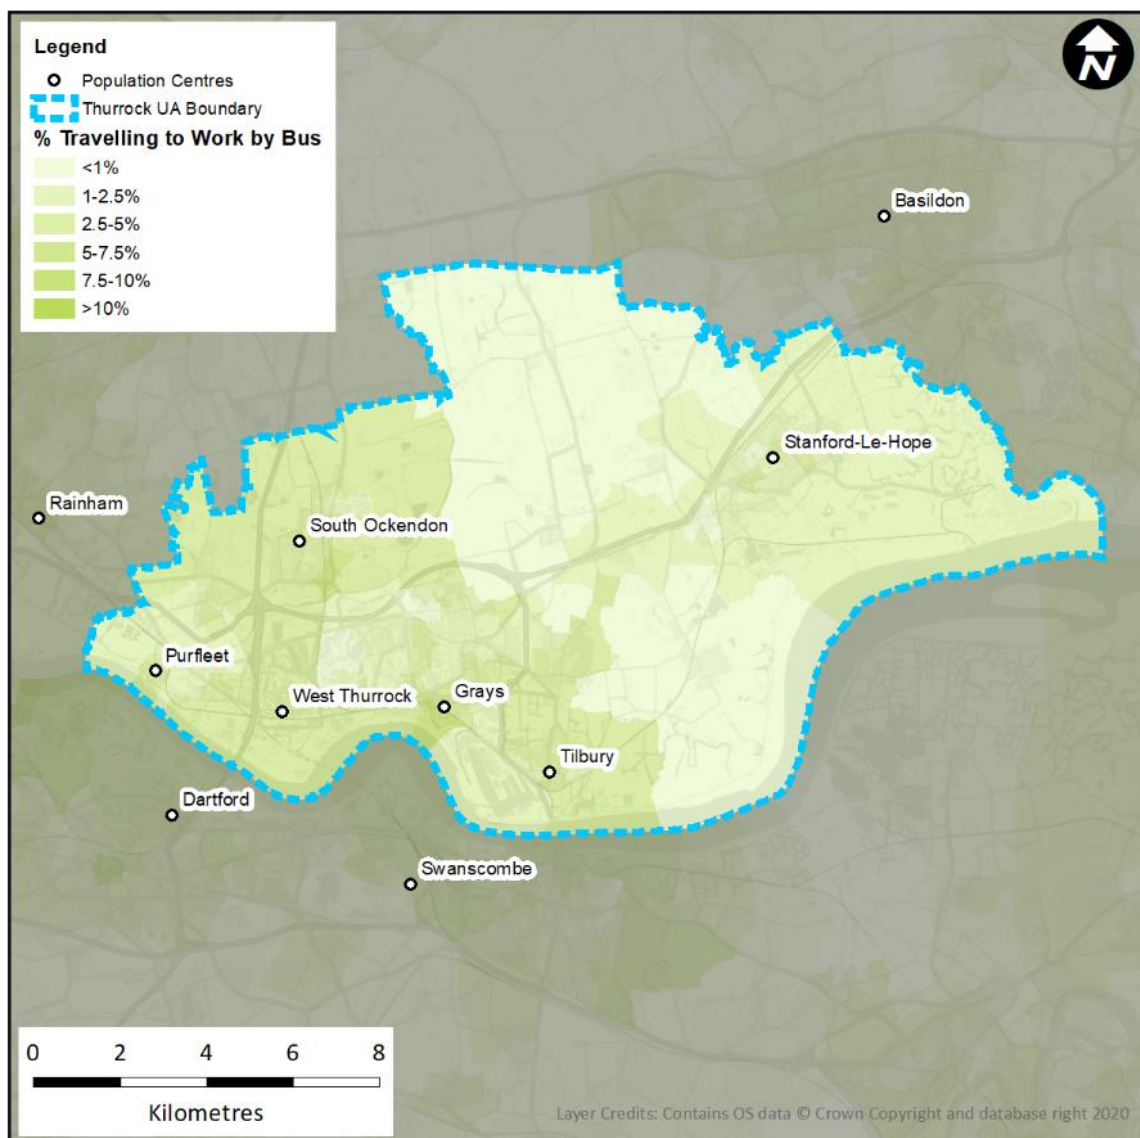 Legend
Population Centres
Thurrock UA Boundary
% Travelling to Work by Bus
<1%
1-2.5%
2.5-5%
5-7.5%
7.5-10%
>10%
N
Basildon
Stanford-Le-Hope
Rainham
South Ockendon
Purfleet
West Thurrock
Grays
Tilbury
Dartford
Swanscombe
0 2 4 6 8
Kilometres
Layer Credits: Contains OS data © Crown Copyright and database right 2020